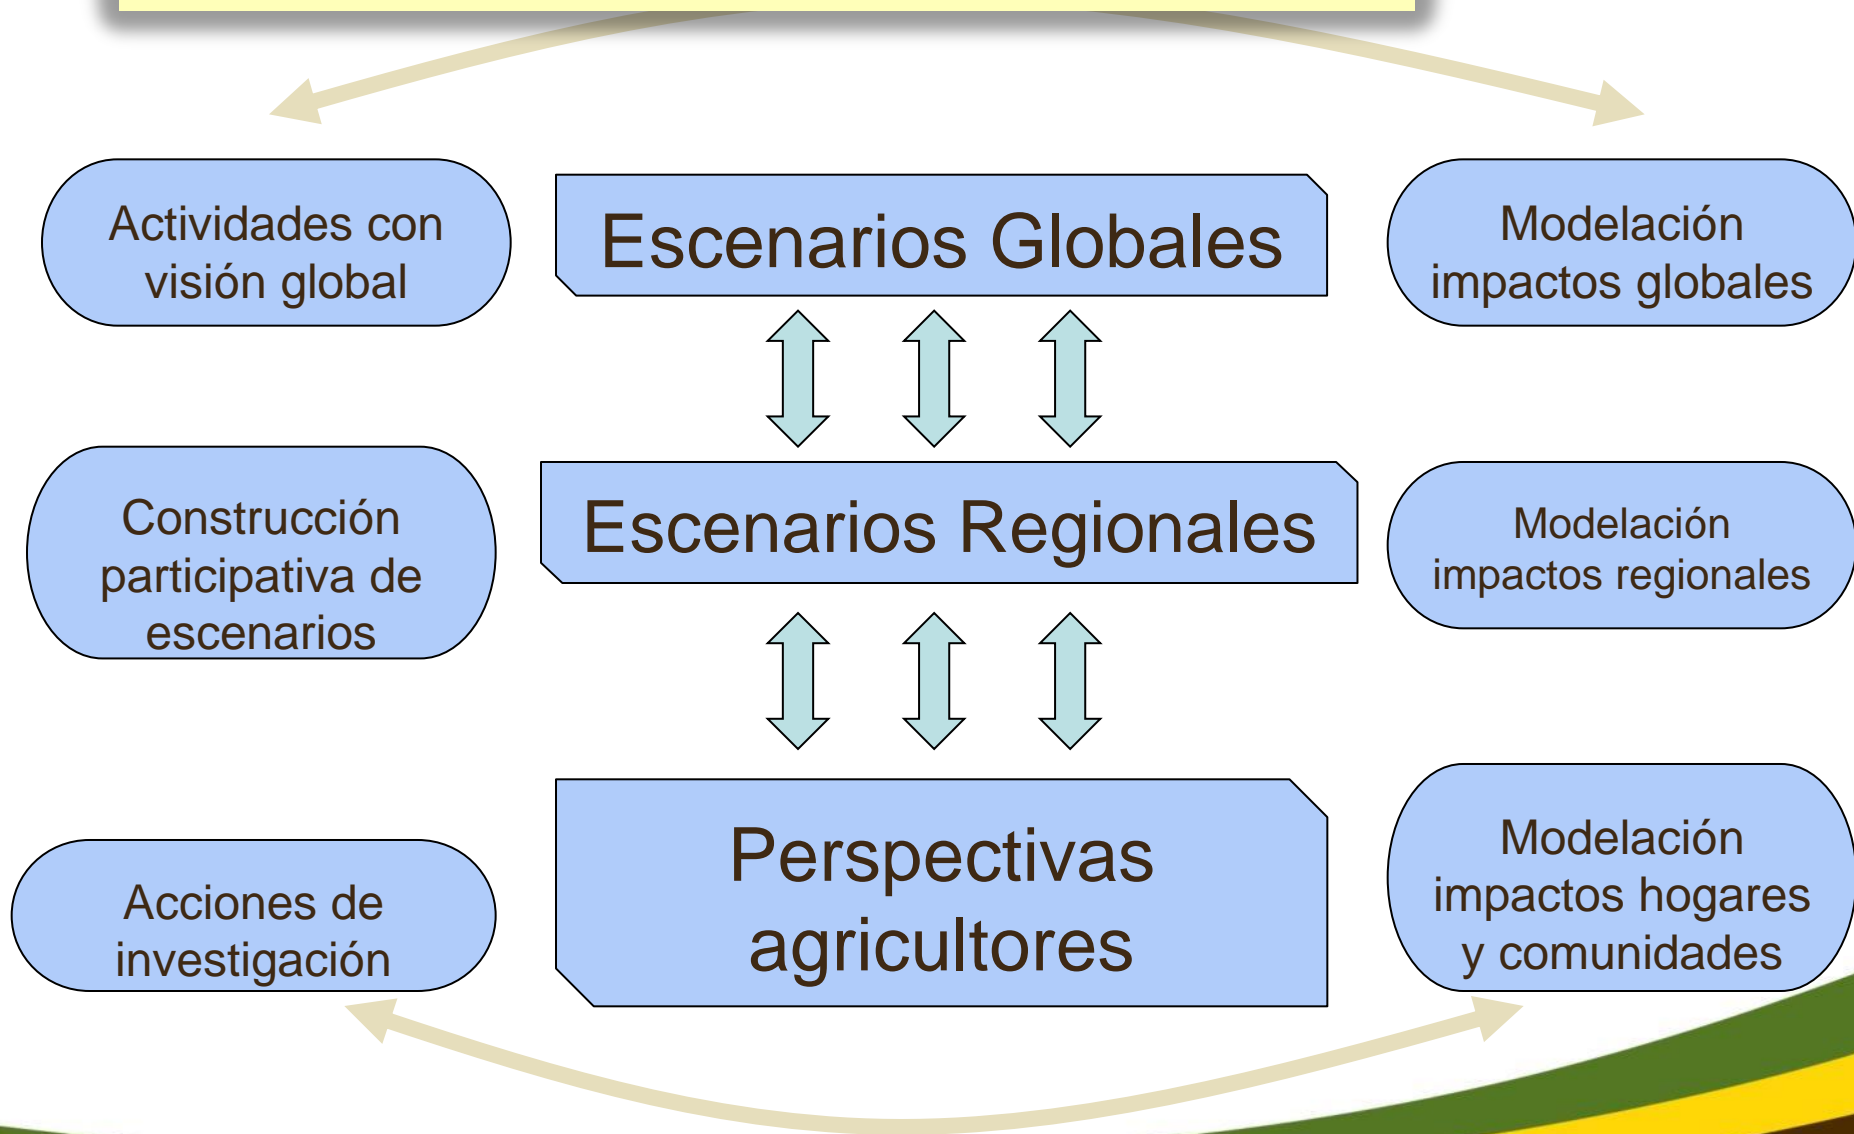 Actividades con
visión global
Escenarios Globales
Modelación
impactos globales
Construcción
participativa de
escenarios
Escenarios Regionales
Modelación
impactos regionales
Acciones de
investigación
Perspectivas
agricultores
Modelación
impactos hogares
y comunidades